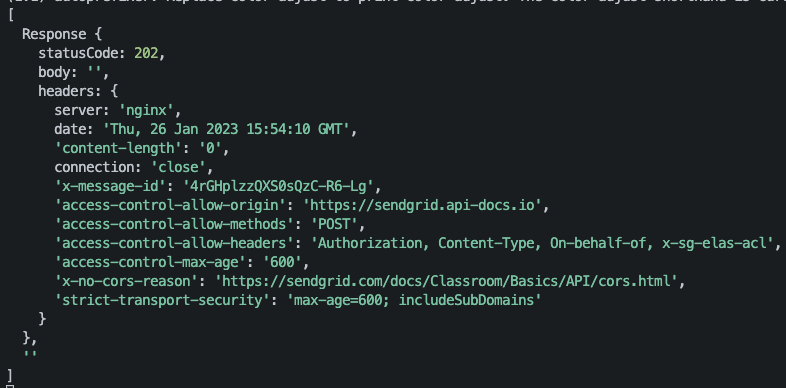 [
  Response {
    statusCode: 202,
    body: '',
    headers: {
      server: 'nginx',
      date: 'Thu, 26 Jan 2023 15:54:10 GMT',
      'content-length': '0',
      connection: 'close',
      'x-message-id': '4rGHplzzQXS0sQzC-R6-Lg',
      'access-control-allow-origin': 'https://sendgrid.api-docs.io',
      'access-control-allow-methods': 'POST',
      'access-control-allow-headers': 'Authorization, Content-Type, On-behalf-of, x-sg-elas-acl',
      'access-control-max-age': '600',
      'x-no-cors-reason': 'https://sendgrid.com/docs/Classroom/Basics/API/cors.html',
      'strict-transport-security': 'max-age=600; includeSubDomains'
    }
  },
  ''
]